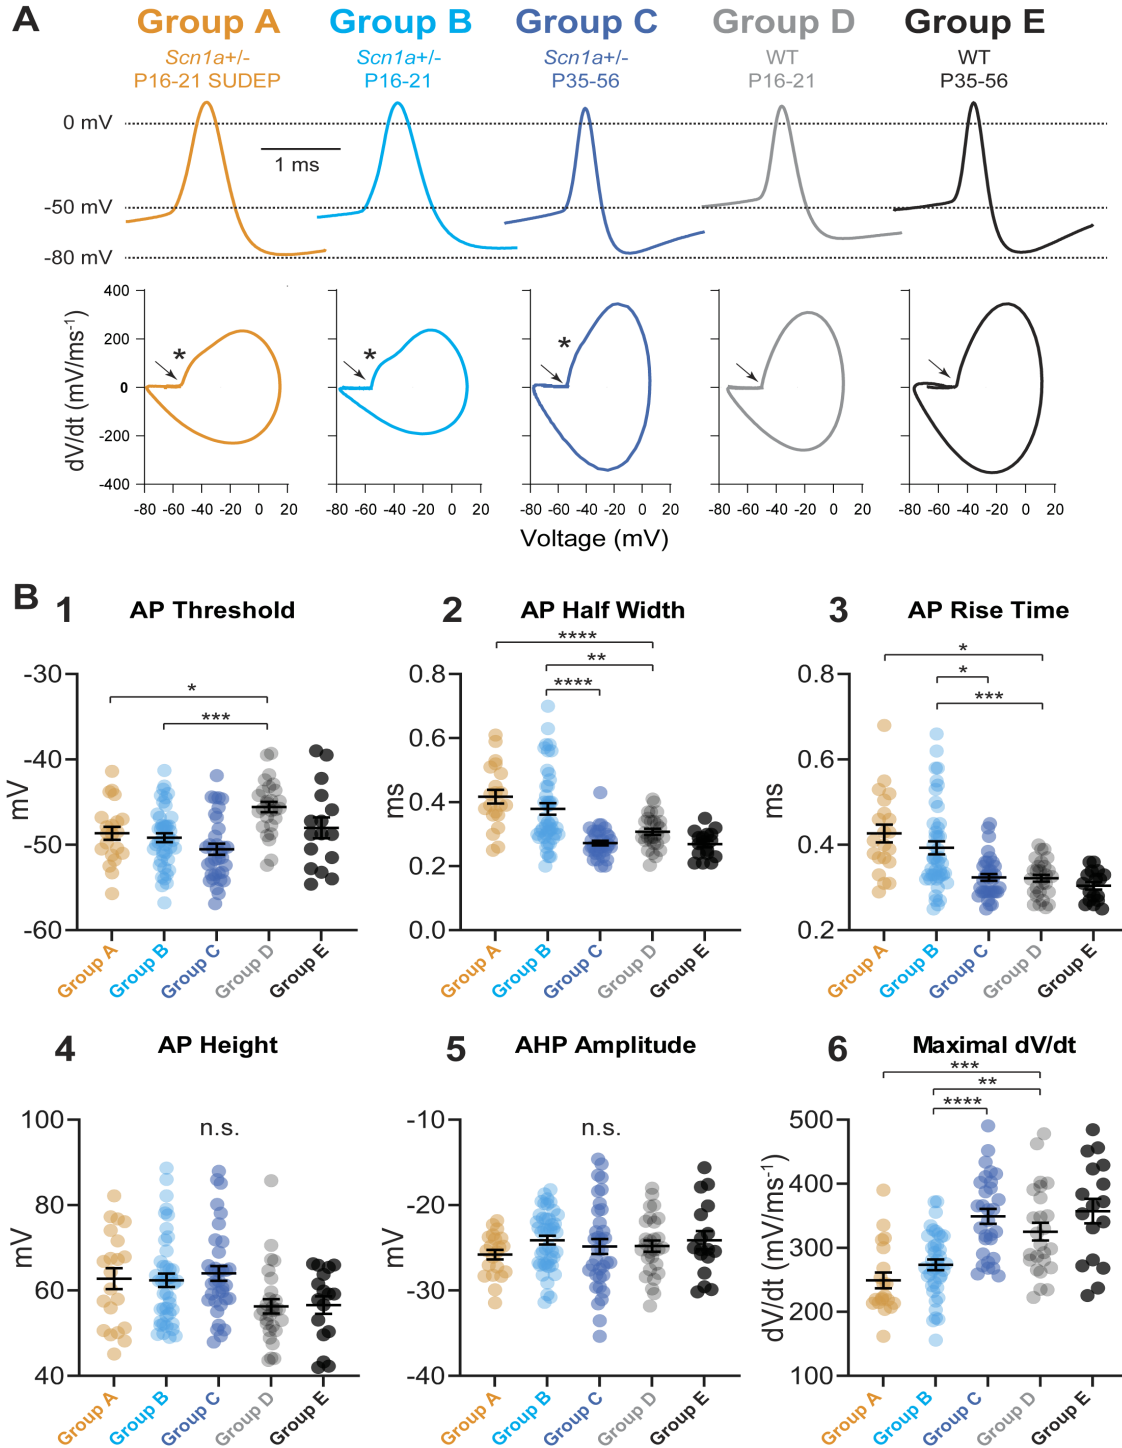 A
Group A Group B Group C Group D Group E
Scn1a+/- Scn1a+/- Scn1a+/- WT WT
P16-21 SUDEP P16-21 P35-56 P16-21 P35-56
0 mV
1 ms
-50 mV
-80 mV
400
200
0
-200
-400
dV/dt (mV/ms-1)
* * *
-80 -60 -40 -20 0 20 -80 -60 -40 -20 0 20 -80 -60 -40 -20 0 20 -80 -60 -40 -20 0 20 -80 -60 -40 -20 0 20
Voltage (mV)
B
1 AP Threshold
-30
-40
-50
-60
mV
*
***
Group A Group B Group C Group D Group E
2 AP Half Width
****
**
****
0.8
0.6
0.4
0.2
0.0
ms
Group A Group B Group C Group D Group E
3 AP Rise Time
*
*
***
0.8
0.6
0.4
0.2
ms
Group A Group B Group C Group D Group E
4 AP Height
n.s.
100
80
60
40
mV
Group A Group B Group C Group D Group E
5 AHP Amplitude
n.s.
-10
-20
-30
-40
mV
Group A Group B Group C Group D Group E
6 Maximal dV/dt
***
**
****
500
400
300
200
100
dV/dt (mV/ms-1)
Group A Group B Group C Group D Group E